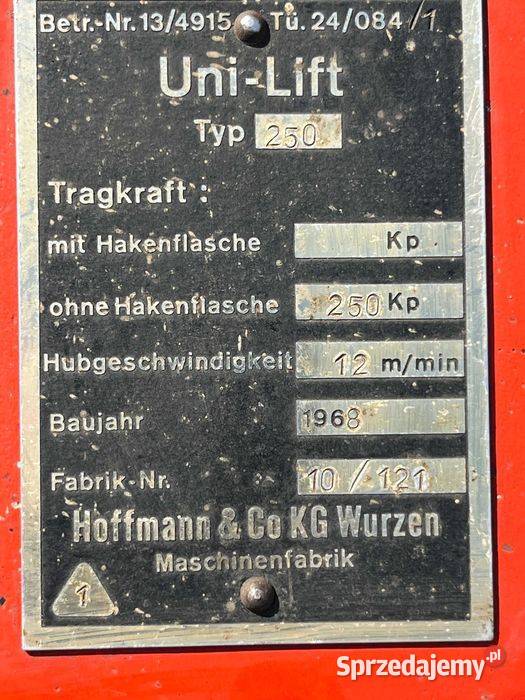 Betr.-Nr. 13/4915 Tü. 24/084/1
Uni-Lift
Typ 250
Tragkraft :
mit Hakenflasche Kp
ohne Hakenflasche 250 Kp
Hubgeschwindigkeit 12 m/min
Baujahr 1968
Fabrik-Nr. 10/121
Hoffmann & Co KG Wurzen
Maschinenfabrik
1
Sprzedajemy.pl